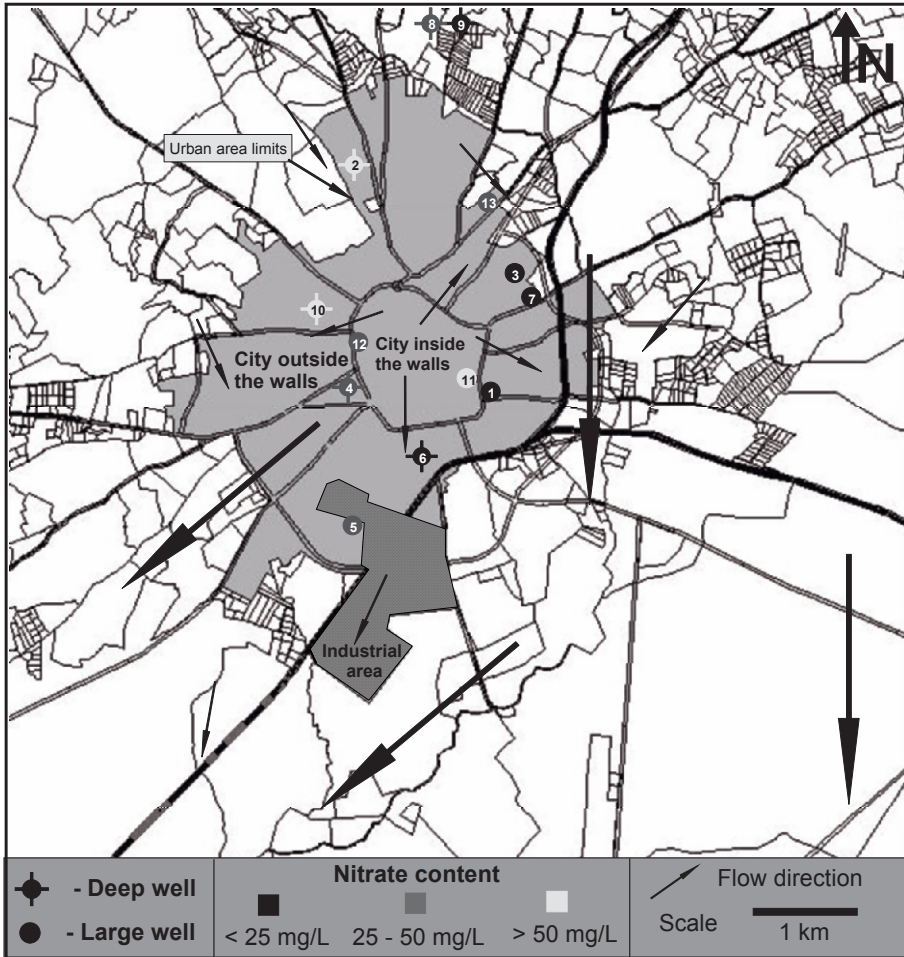 8
9
N
Urban area limits
2
13
3
7
10
12
City inside
the walls
City outside
the walls
11
4
1
6
5
Industrial
area
- Deep well
- Large well
Nitrate content
< 25 mg/L
25 - 50 mg/L
> 50 mg/L
Flow direction
Scale
1 km